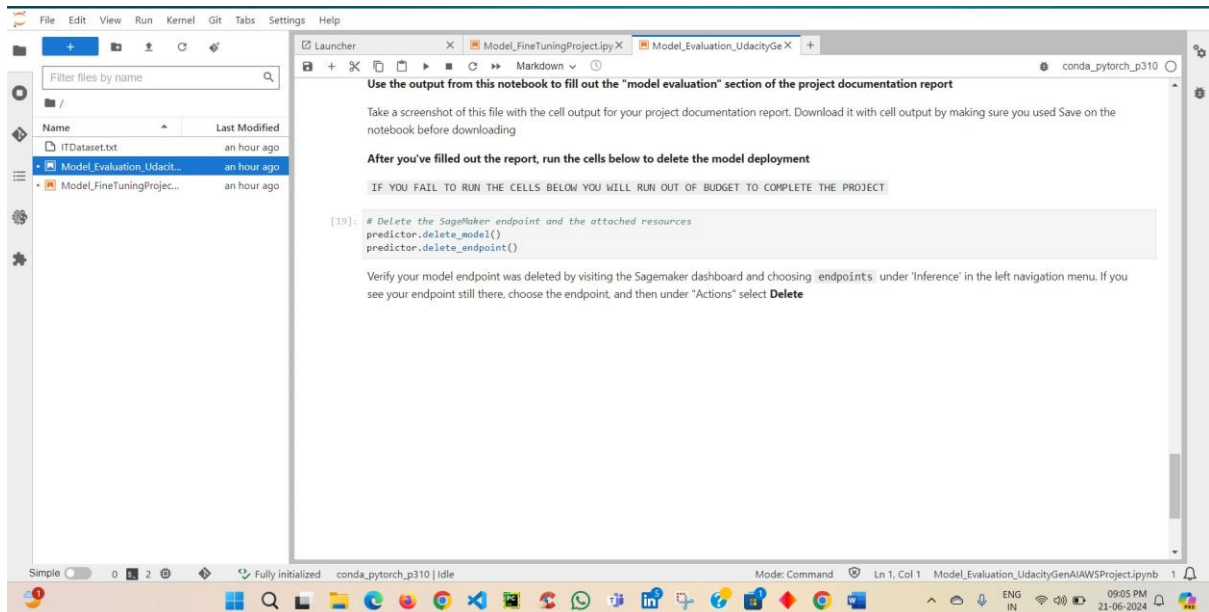 File Edit View Run Kernel Git Tabs Settings Help
Launcher
Model_FineTuningProject.ipy
Model_Evaluation_UdacityGe
Markdown
conda_pytorch_p310
Filter files by name
/
Name Last Modified
ITDataset.txt an hour ago
Model_Evaluation_Udacit... an hour ago
Model_FineTuningProjec... an hour ago
Use the output from this notebook to fill out the "model evaluation" section of the project documentation report
Take a screenshot of this file with the cell output for your project documentation report. Download it with cell output by making sure you used Save on the
notebook before downloading
After you've filled out the report, run the cells below to delete the model deployment
IF YOU FAIL TO RUN THE CELLS BELOW YOU WILL RUN OUT OF BUDGET TO COMPLETE THE PROJECT
[19]: # Delete the SageMaker endpoint and the attached resources
predictor.delete_model()
predictor.delete_endpoint()
Verify your model endpoint was deleted by visiting the Sagemaker dashboard and choosing endpoints under 'Inference' in the left navigation menu. If you
see your endpoint still there, choose the endpoint, and then under "Actions" select Delete
Simple 0 2 Fully initialized conda_pytorch_p310 | Idle Mode: Command Ln 1, Col 1 Model_Evaluation_UdacityGenAIAWSProject.ipynb 1
ENG
IN
09:05 PM
21-06-2024